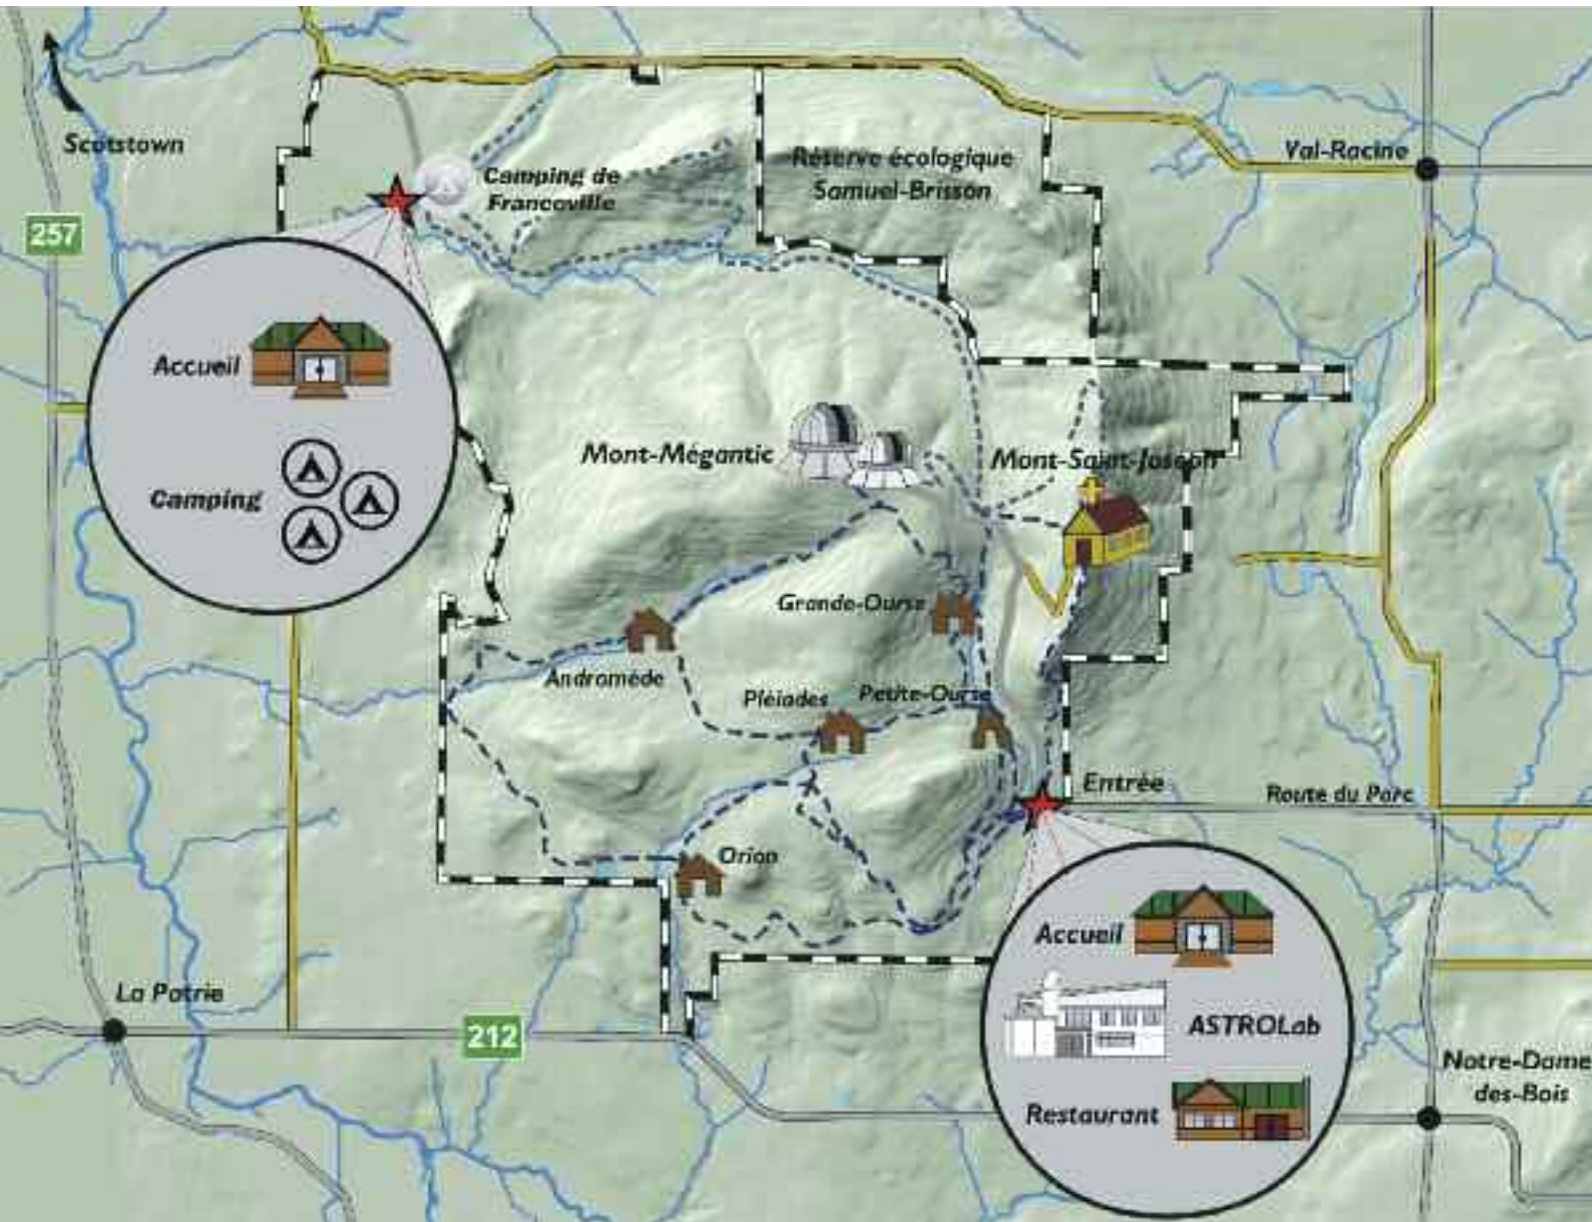 Scotstown
Val-Racine
Réserve écologique
Samuel-Brisson
Camping de
Francoville
257
Accueil
Camping
Mont-Mégantic
Mont-Saint-Joseph
Grande-Ourse
Andromède
Pléiades
Petite-Ourse
Entrée
Route du Parc
Orion
Accueil
La Patrie
ASTROLab
212
Notre-Dame
des-Bois
Restaurant